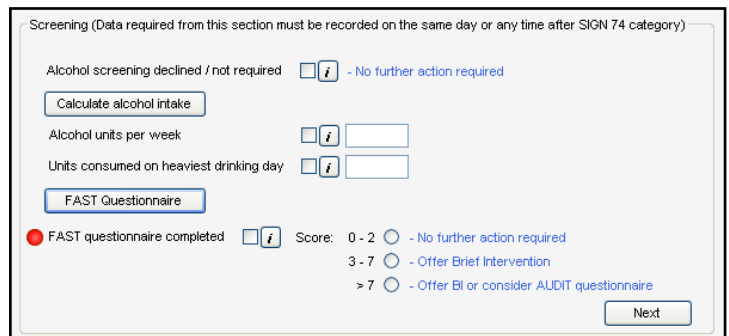 Screening (Data required from this section must be recorded on the same day or any time after SIGN 74 category)
Alcohol screening declined / not required i - No further action required
Calculate alcohol intake
Alcohol units per week i
Units consumed on heaviest drinking day i
FAST Questionnaire
FAST questionnaire completed i Score: 0 - 2 - No further action required
3 - 7 - Offer Brief Intervention
> 7 - Offer BI or consider AUDIT questionnaire
Next